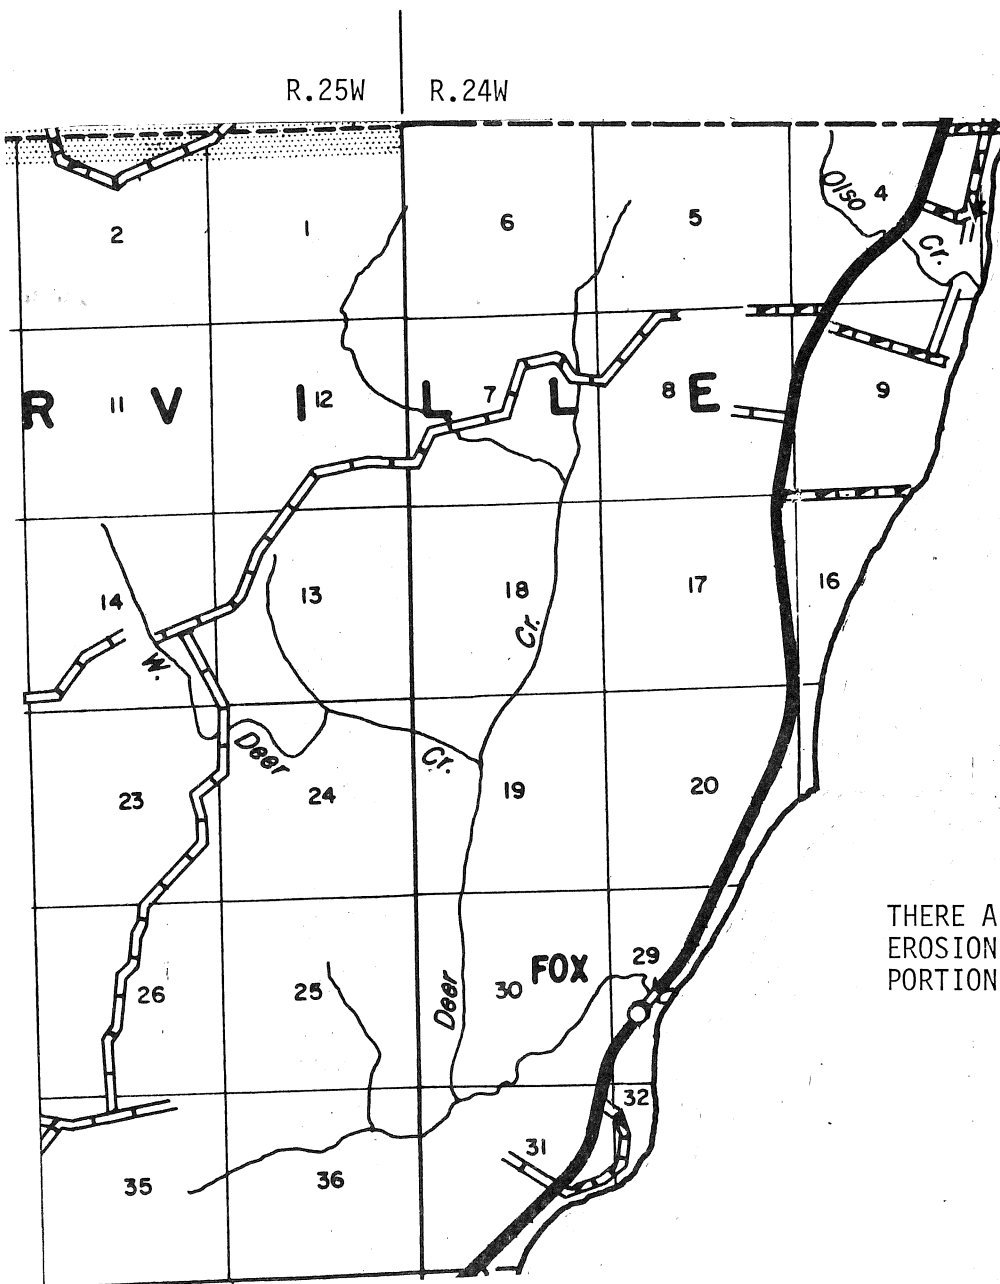 R.25W R.24W
2 1 6 5 4
Olso
Cr.
R 11 V I 12 L 7 L 8 E 9
14 13 18 17 16
Cr.
W.
Deer
Cr.
23 24 19 20
THERE A
EROSION
PORTION
26 25 30 FOX 29
Deer
32
35 36 31